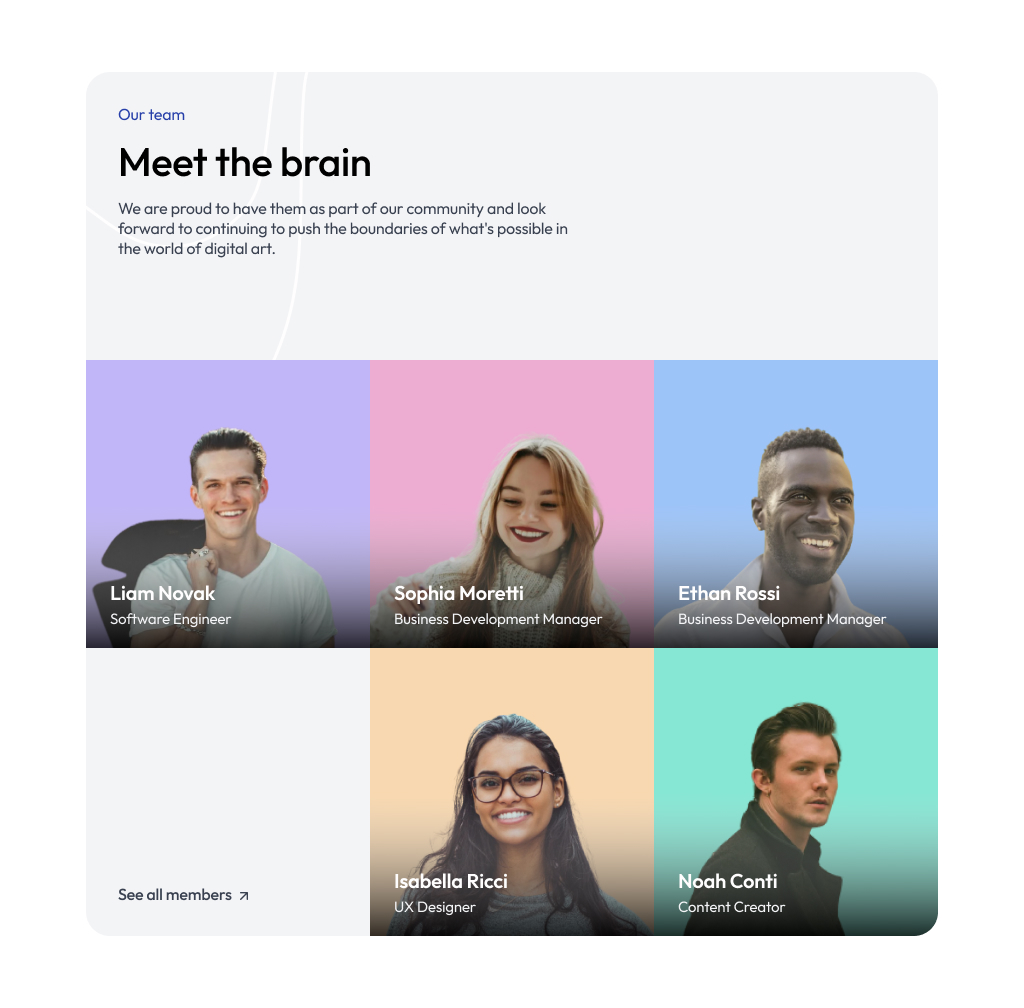 Our team
Meet the brain
We are proud to have them as part of our community and look
forward to continuing to push the boundaries of what's possible in
the world of digital art.
Liam Novak
Software Engineer
Sophia Moretti
Business Development Manager
Ethan Rossi
Business Development Manager
See all members
Isabella Ricci
UX Designer
Noah Conti
Content Creator